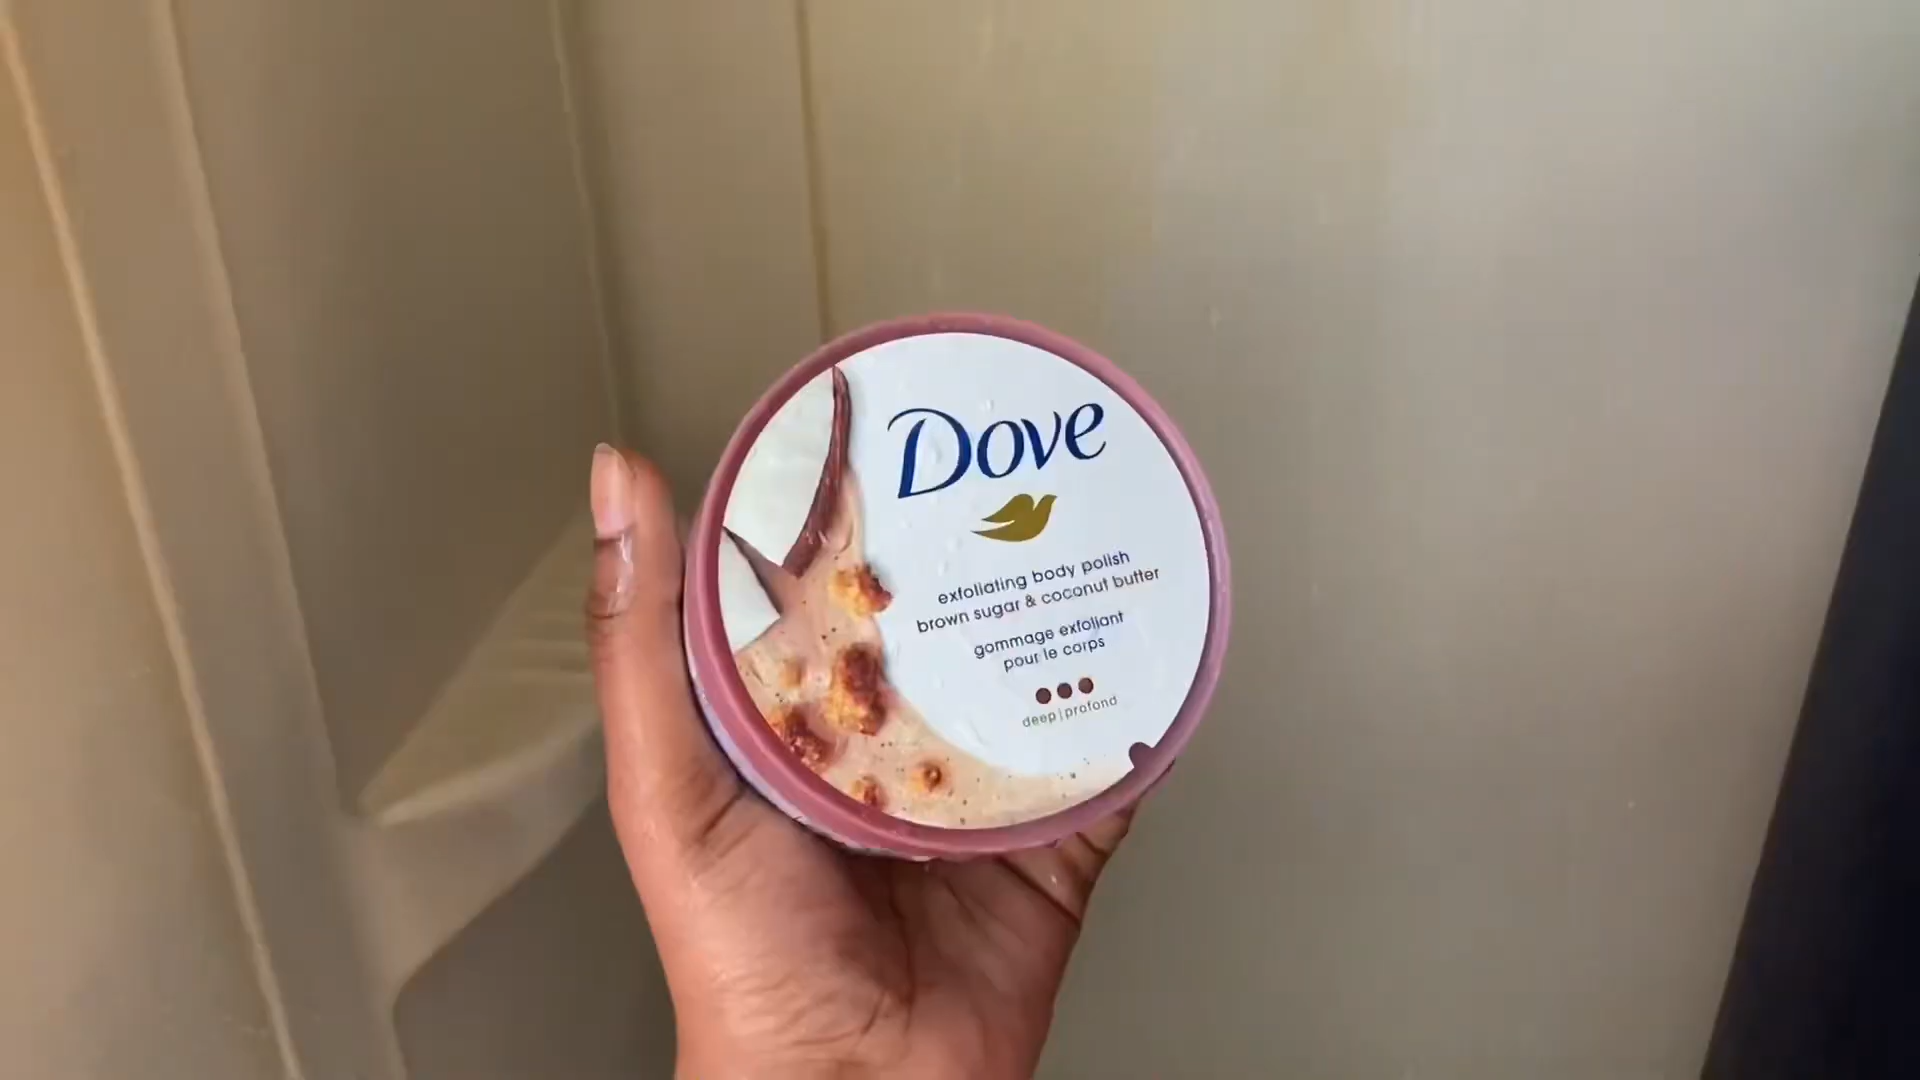 Dove
exfoliating body polish
brown sugar & coconut butter
gommage exfoliant
pour le corps
deep|profond